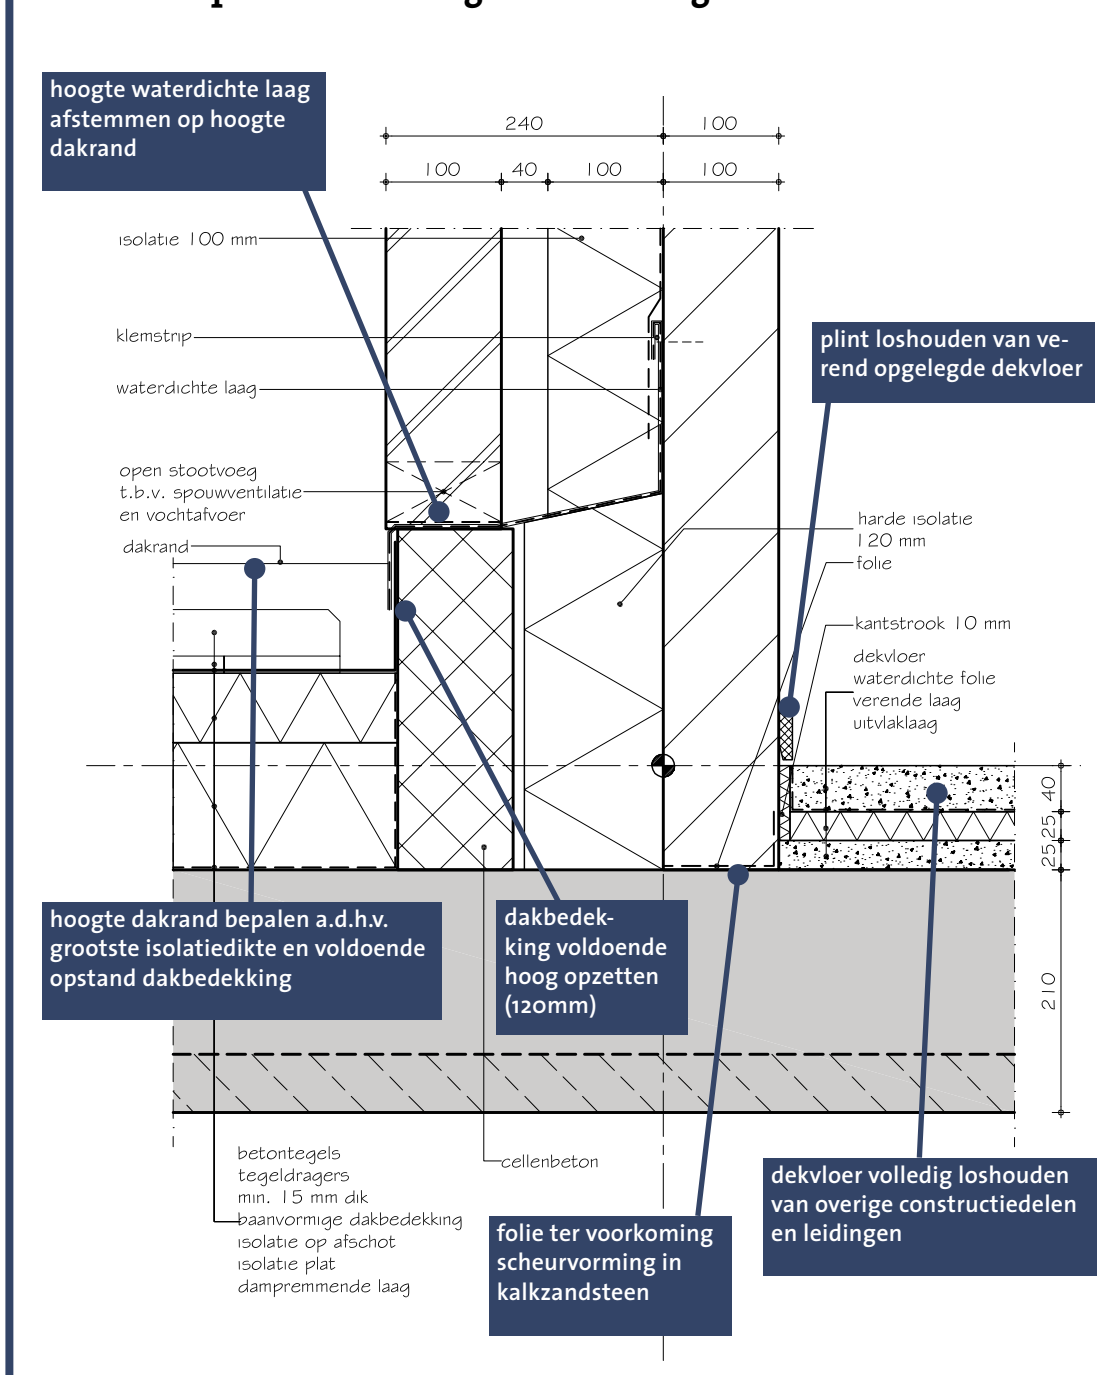 hoogte waterdichte laag
afstemmen op hoogte
dakrand
240
100
100
40
100
100
isolatie 100 mm
klemstrip
waterdichte laag
open stootvoeg
t.b.v. spouwventilatie
en vochtafvoer
dakrand
plint loshouden van ve-
rend opgelegde dekvloer
harde isolatie
120 mm
folie
kantstrook 10 mm
dekvloer
waterdichte folie
verende laag
uitvlaklaag
40
25
25
210
hoogte dakrand bepalen a.d.h.v.
grootste isolatiedikte en voldoende
opstand dakbedekking
dakbedek-
king voldoende
hoog opzetten
(120mm)
betontegels
tegeldragers
min. 15 mm dik
baanvormige dakbedekking
isolatie op afschot
isolatie plat
dampremmende laag
cellenbeton
folie ter voorkoming
scheurvorming in
kalkzandsteen
dekvloer volledig loshouden
van overige constructiedelen
en leidingen